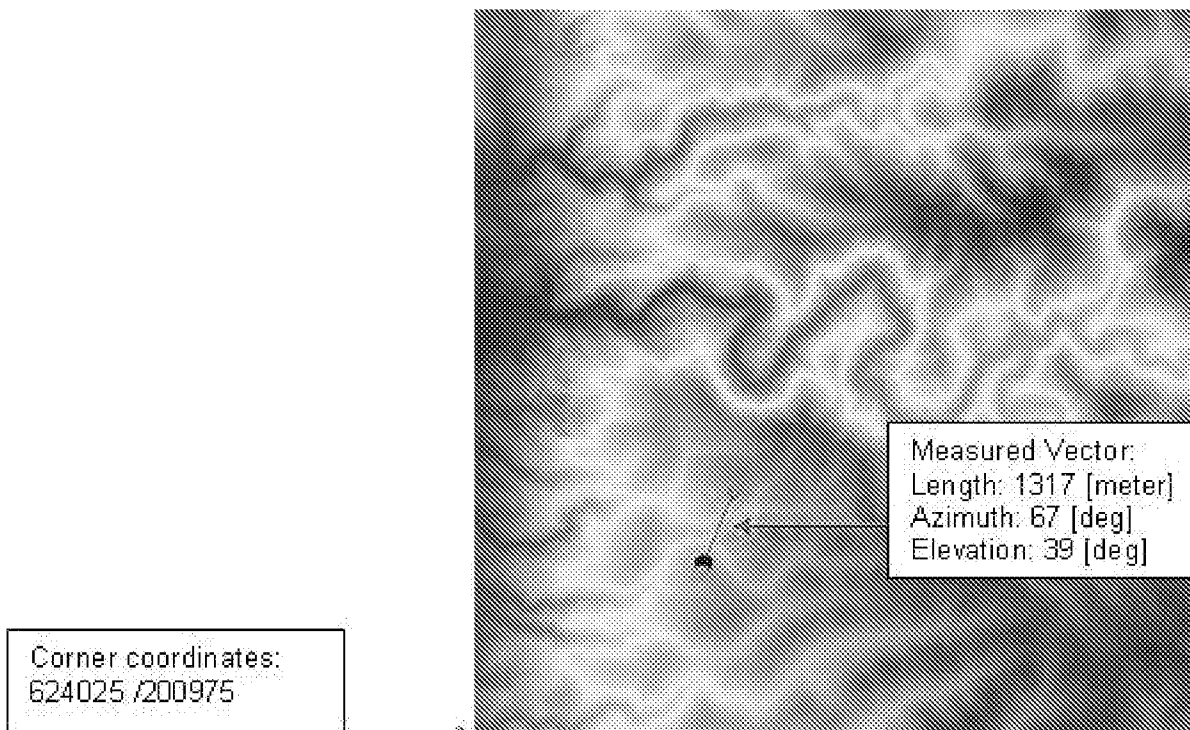 Measured Vector:
Length: 1317 [meter]
Azimuth: 67 [deg]
Elevation: 39 [deg]
Corner coordinates:
624025 /200975